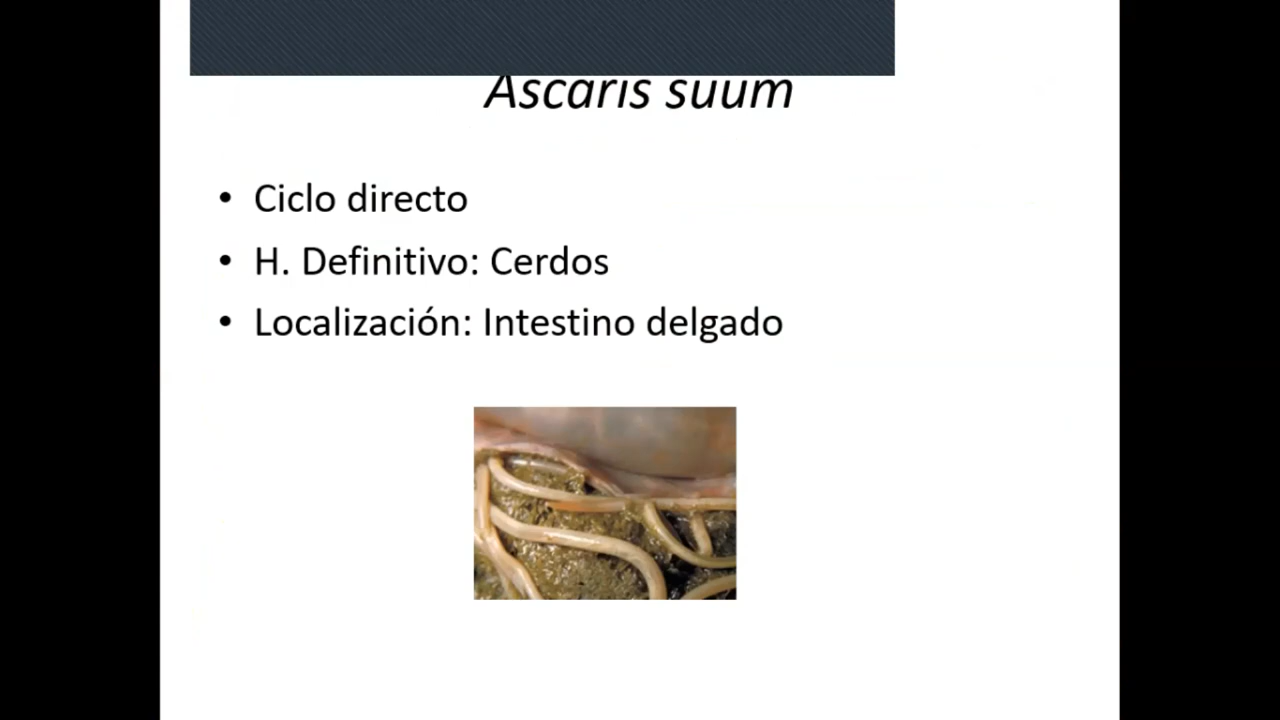 Ascaris suum
• Ciclo directo
• H. Definitivo: Cerdos
• Localización: Intestino delgado